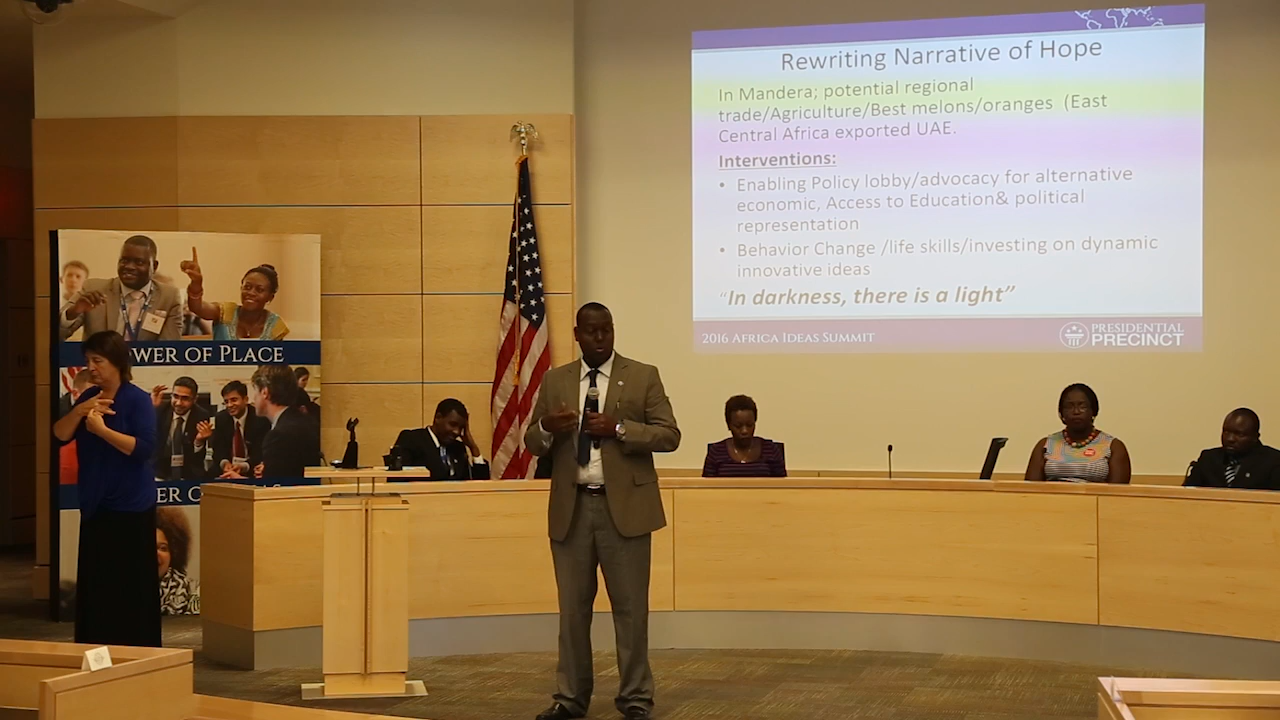 Rewriting Narrative of Hope
In Mandera; potential regional
trade/Agriculture/Best melons/oranges (East
Central Africa exported UAE.
Interventions:
• Enabling Policy lobby/advocacy for alternative
economic, Access to Education& political
representation
• Behavior Change /life skills/investing on dynamic
innovative ideas
“In darkness, there is a light”
2016 Africa Ideas Summit
PRESIDENTIAL
PRECINCT
OWER OF PLACE